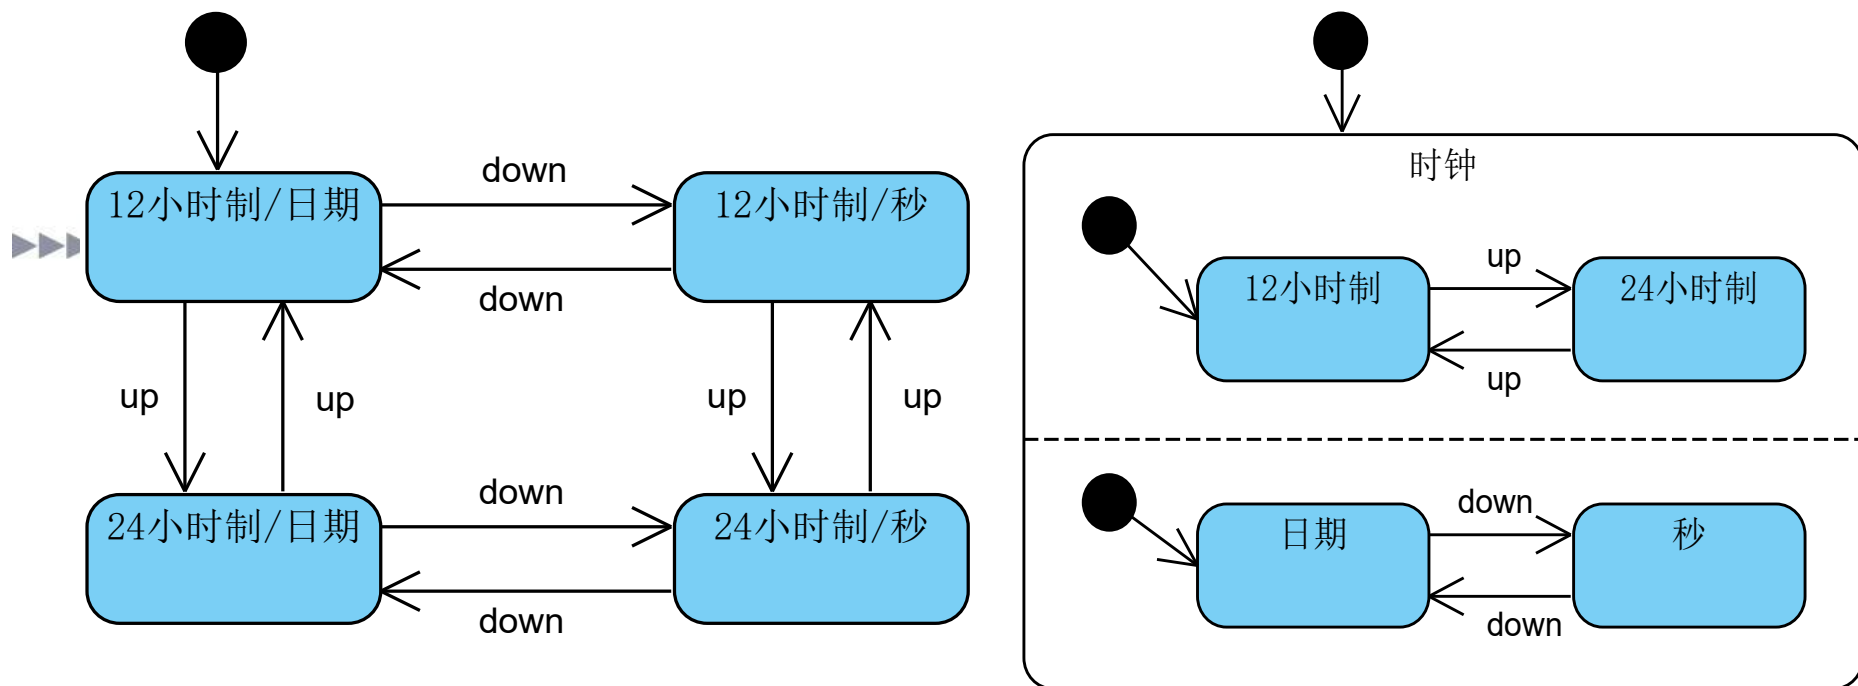 down
12小时制/日期
12小时制/秒
down
up
up
up
up
down
24小时制/日期
24小时制/秒
down
时钟
up
12小时制
24小时制
up
down
日期
秒
down